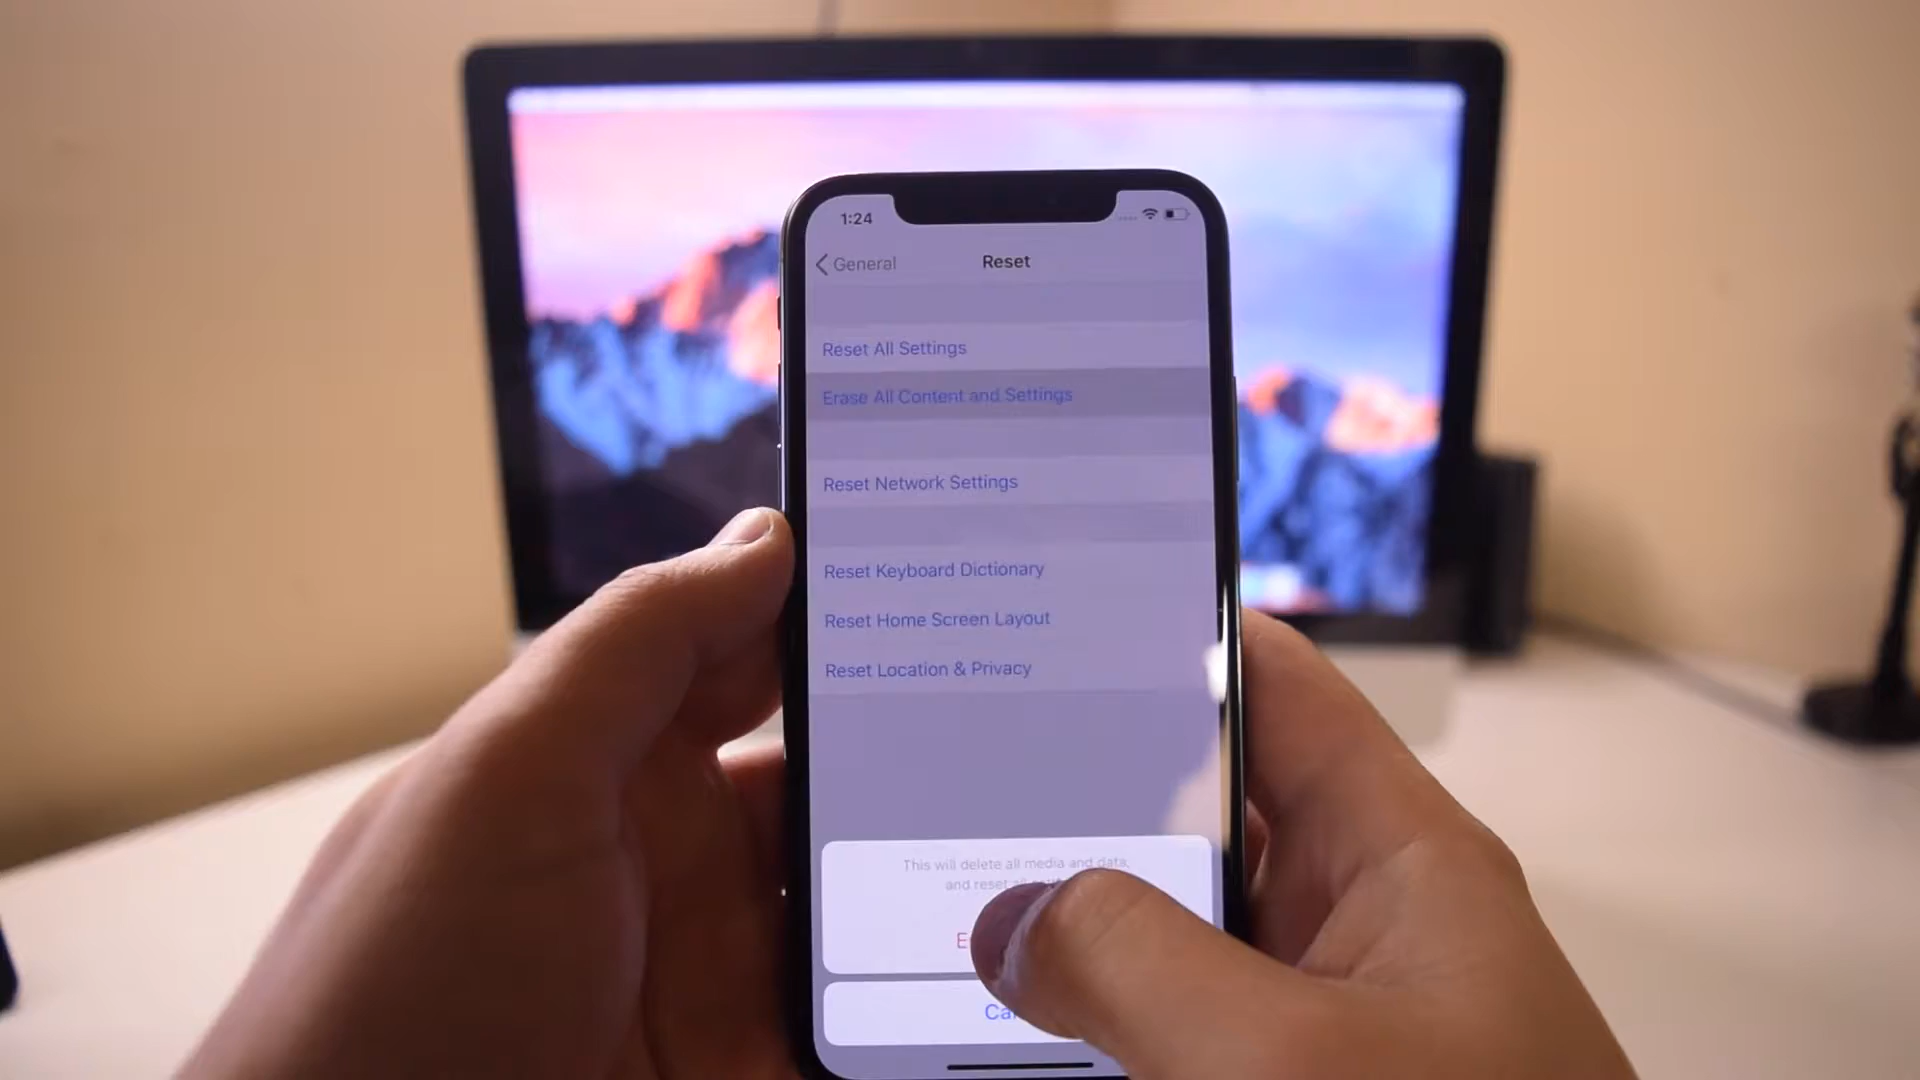 1:24
General
Reset
Reset All Settings
Erase All Content and Settings
Reset Network Settings
Reset Keyboard Dictionary
Reset Home Screen Layout
Reset Location & Privacy
This will delete all media and data,
and reset all